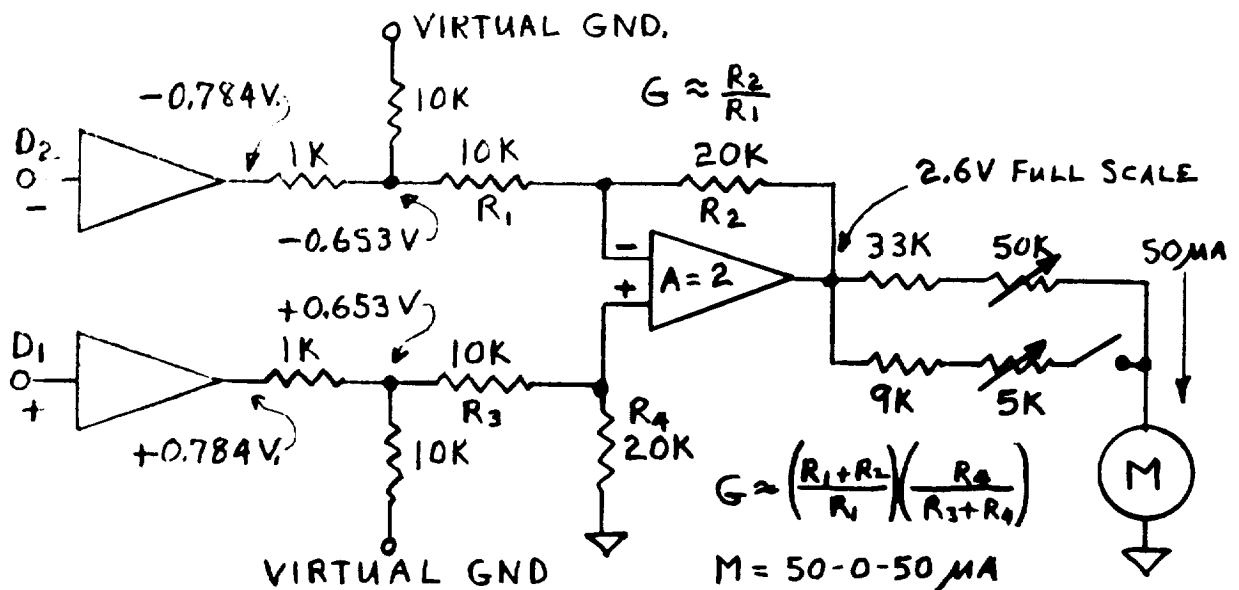 VIRTUAL GND.
-0.784V.
10K
G ≈ R2/R1
D2
-
1K
10K
R1
20K
R2
2.6V FULL SCALE
-0.653V
33K
50K
50µA
-
+
A=2
+0.653V
D1
+
1K
10K
R3
9K
5K
+0.784V.
10K
R4
20K
G ≈ (R1+R2/R1)(R4/R3+R4)
M
VIRTUAL GND
M = 50-0-50 µA